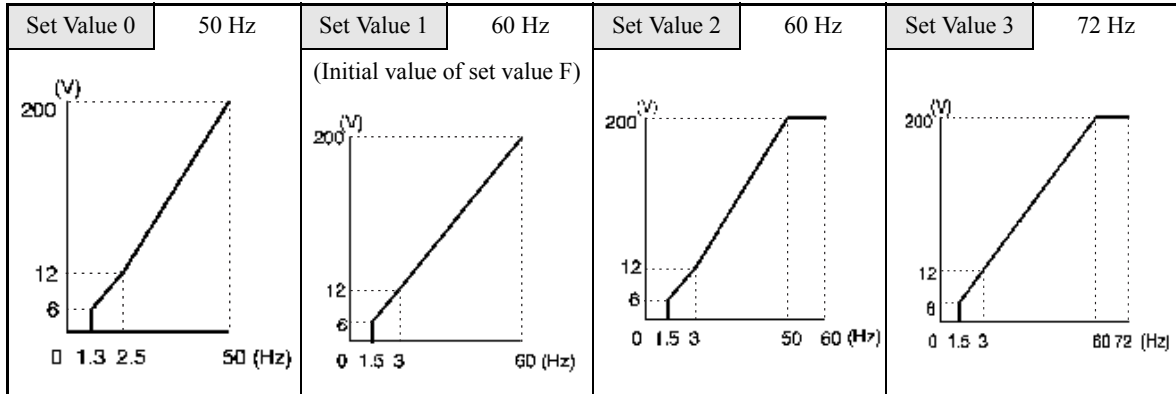 Set Value 0 50 Hz
(V)
200
12
6
0 1.3 2.5 50 (Hz)
Set Value 1 60 Hz
(Initial value of set value F)
(V)
200
12
6
0 1.5 3 60 (Hz)
Set Value 2 60 Hz
(V)
200
12
6
0 1.5 3 50 60 (Hz)
Set Value 3 72 Hz
(V)
200
12
6
0 1.5 3 60 72 (Hz)